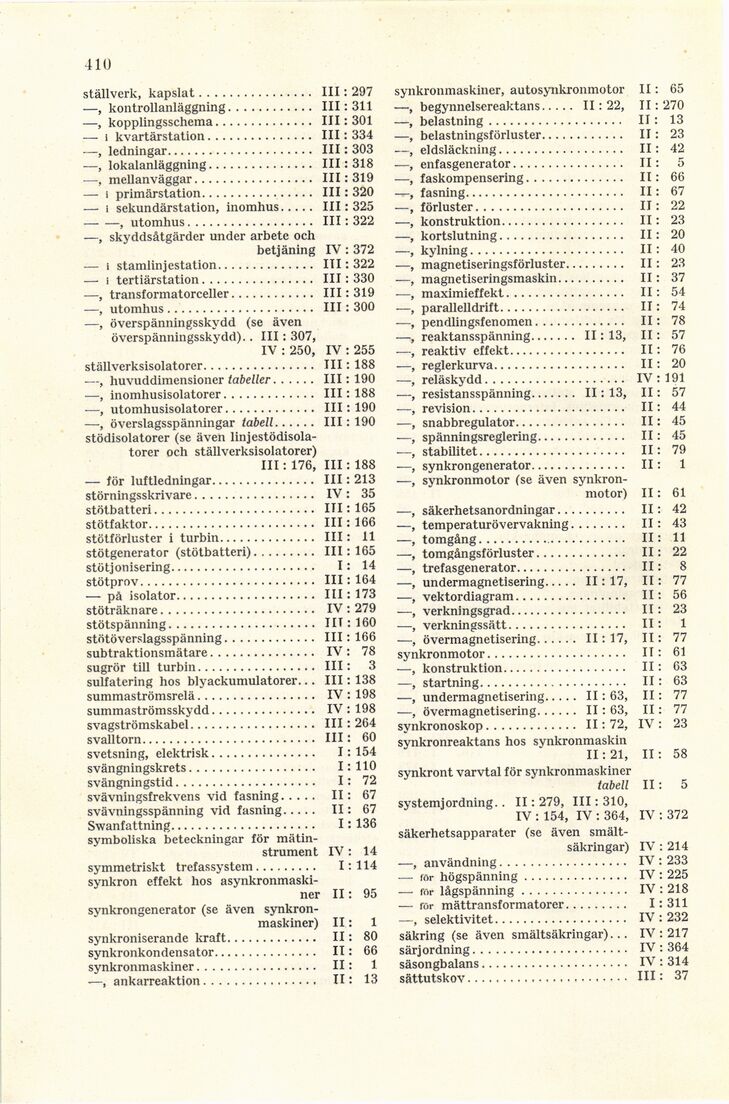 410
ställverk, kapslat................ III : 297
—, kontrollanläggning............ III : 311
—, kopplingsschema............... III : 301
— i kvartärstation............... III : 334
—, ledningar..................... III : 303
—, lokalanläggning............... III : 318
—, mellanväggar................. III : 319
— i primärstation................ III : 320
— i sekundärstation, inomhus..... III : 325
— —, utomhus.................. III : 322
—, skyddsåtgärder under arbete och
betjäning IV : 372
— i stamlinjestation.............. III : 322
— i tertiärstation................ III : 330
—, transformatorceller............ III : 319
—, utomhus..................... III : 300
—, överspänningsskydd (se även
överspänningsskydd).. III : 307,
IV : 250, IV : 255
ställverksisolatorer................ III : 188
—, huvuddimensioner tabeller...... III : 190
—, inomhusisolatorer............. III : 188
—, utomhusisolatorer............. III : 190
—, överslagsspänningar tabell...... III : 190
stödisolatorer (se även linjestödisola-
torer och ställverksisolatorer)
III : 176, III : 188
— för luftledningar............... III : 213
störningsskrivare................. IV : 35
stötbatteri....................... III : 165
stötfaktor....................... III : 166
stötförluster i turbin.............. III : 11
stötgenerator (stötbatteri)......... III : 165
stötjonisering.................... I : 14
stötprov......................... III : 164
— på isolator.................... III : 173
stöträknare...................... IV : 279
stötspänning..................... III : 160
stötöverslagsspänning............. III : 166
subtraktionsmätare............... IV : 78
sugrör till turbin................. III : 3
sulfatering hos blyackumulatorer... III : 138
summaströmsrelä................ IV : 198
summaströmsskydd............... IV : 198
svagströmskabel.................. III : 264
svalltorn........................ III : 60
svetsning, elektrisk............... I : 154
svängningskrets.................. I : 110
svängningstid.................... I : 72
svävningsfrekvens vid fasning..... II : 67
svävningsspänning vid fasning..... II : 67
Swanfattning..................... I : 136
symboliska beteckningar för mätin-
strument IV : 14
symmetriskt trefassystem......... I : 114
synkron effekt hos asynkronmaski-
ner II : 95
synkrongenerator (se även synkron-
maskiner) II : 1
synkroniserande kraft............. II : 80
synkronkondensator.............. II : 66
synkronmaskiner................. II : 1
—, ankarreaktion................ II : 13
synkronmaskiner, autosynkronmotor II : 65
—, begynnelsereaktans..... II : 22, II : 270
—, belastning................... II : 13
—, belastningsförluster............ II : 23
—, eldsläckning.................. II : 42
—, enfasgenerator................ II : 5
—, faskompensering.............. II : 66
—, fasning...................... II : 67
—, förluster..................... II : 22
—, konstruktion................. II : 23
—, kortslutning.................. II : 20
—, kylning...................... II : 40
—, magnetiseringsförluster......... II : 23
—, magnetiseringsmaskin.......... II : 37
—, maximieffekt................. II : 54
—, parallelldrift.................. II : 74
—, pendlingsfenomen............. II : 78
—, reaktansspänning....... II : 13, II : 57
—, reaktiv effekt................. II : 76
—, reglerkurva................... II : 20
—, reläskydd.................... IV : 191
—, resistansspänning....... II : 13, II : 57
—, revision...................... II : 44
—, snabbregulator................ II : 45
—, spänningsreglering............. II : 45
—, stabilitet..................... II : 79
—, synkrongenerator.............. II : 1
—, synkronmotor (se även synkron-
motor) II : 61
—, säkerhetsanordningar.......... II : 42
—, temperaturövervakning........ II : 43
—, tomgång..................... II : 11
—, tomgångsförluster............. II : 22
—, trefasgenerator................ II : 8
—, undermagnetisering..... II : 17, II : 77
—, vektordiagram................ II : 56
—, verkningsgrad................. II : 23
—, verkningssätt................. II : 1
—, övermagnetisering...... II : 17, II : 77
synkronmotor.................... II : 61
—, konstruktion................. II : 63
—, startning..................... II : 63
—, undermagnetisering..... II : 63, II : 77
—, övermagnetisering...... II : 63, II : 77
synkronoskop.............. II : 72, IV : 23
synkronreaktans hos synkronmaskin
II : 21, II : 58
synkront varvtal för synkronmaskiner
tabell II : 5
systemjordning.. II : 279, III : 310,
IV : 154, IV : 364, IV : 372
säkerhetsapparater (se även smält-
säkringar) IV : 214
—, användning................... IV : 233
— för högspänning............... IV : 225
— för lågspänning................ IV : 218
— för mättransformatorer......... I : 311
—, selektivitet................... IV : 232
säkring (se även smältsäkringar)... IV : 217
särjordning...................... IV : 364
säsongbalans..................... IV : 314
sättutskov....................... III : 37